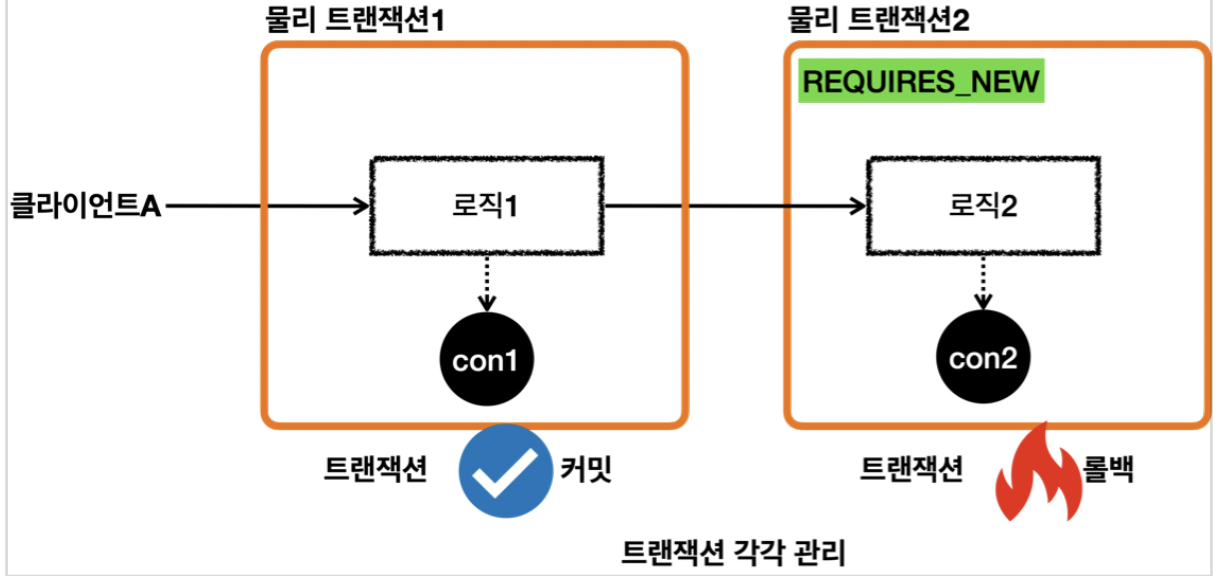 물리 트랜잭션1
물리 트랜잭션2
REQUIRES_NEW
클라이언트A
로직1
로직2
con1
con2
트랜잭션 커밋
트랜잭션 롤백
트랜잭션 각각 관리